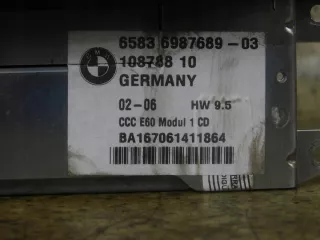 6583 6987689-03
108788 10
GERMANY
02-06 HW 9.5
CCC E60 Modul 1 CD
BA167061411864